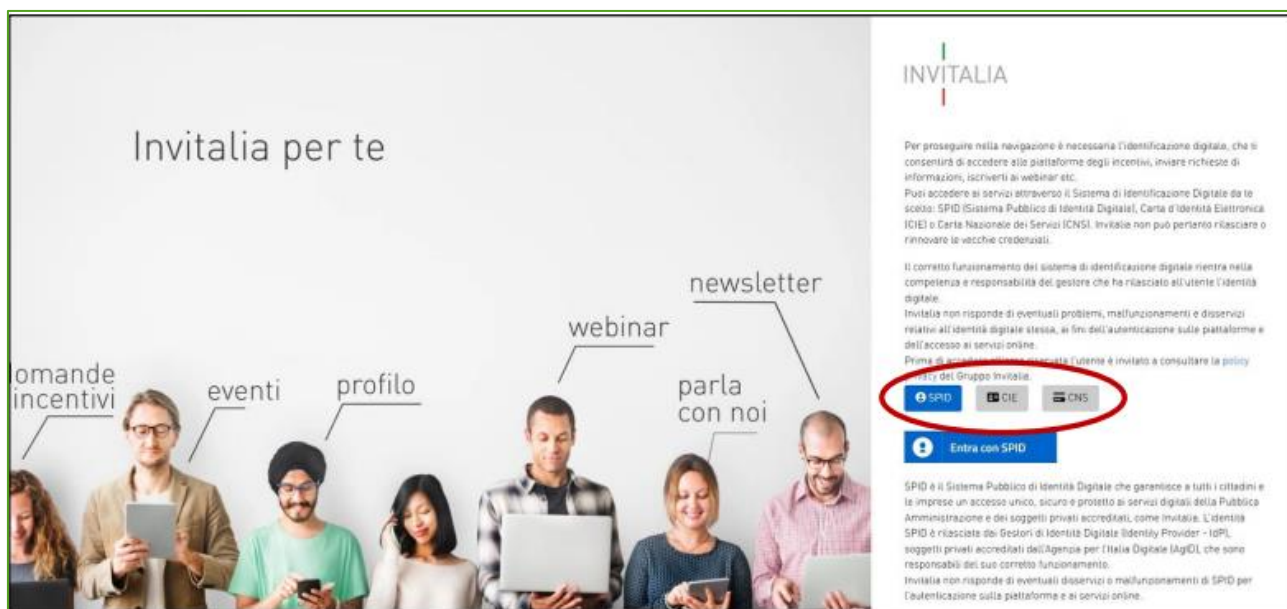 Invitalia per te
omande
incentivi
eventi
profilo
webinar
newsletter
parla
con noi
INVITALIA
Per proseguire nella navigazione è necessaria l'identificazione digitale, che ti
consentirà di accedere alle piattaforme degli incentivi, inviare richieste di
informazioni, iscriverti ai webinar etc.
Puoi accedere ai servizi attraverso il Sistema di Identificazione Digitale da te
scelto: SPID (Sistema Pubblico di Identità Digitale), Carta d'Identità Elettronica
(CIE) o Carta Nazionale dei Servizi (CNS). Invitalia non può pertanto rilasciare o
rinnovare le vecchie credenziali.
Il corretto funzionamento del sistema di identificazione digitale rientra nella
competenza e responsabilità del gestore che ha rilasciato all'utente l'identità
digitale.
Invitalia non risponde di eventuali problemi, malfunzionamenti e disservizi
relativi all'identità digitale stessa, ai fini dell'autenticazione sulle piattaforme e
dell'accesso ai servizi online.
Prima di accedere all'area riservata l'utente è invitato a consultare la policy
privacy del Gruppo Invitalia.
SPID CIE CNS
Entra con SPID
SPID è il Sistema Pubblico di Identità Digitale che garantisce a tutti i cittadini e
le imprese un accesso unico, sicuro e protetto ai servizi digitali della Pubblica
Amministrazione e dei soggetti privati accreditati, come Invitalia. L'identità
SPID è rilasciata dai Gestori di Identità Digitale (Identity Provider - IdP),
soggetti privati accreditati dall'Agenzia per l'Italia Digitale (AgID), che sono
responsabili del suo corretto funzionamento.
Invitalia non risponde di eventuali disservizi o malfunzionamenti di SPID per
l'autenticazione sulla piattaforma e ai servizi online.